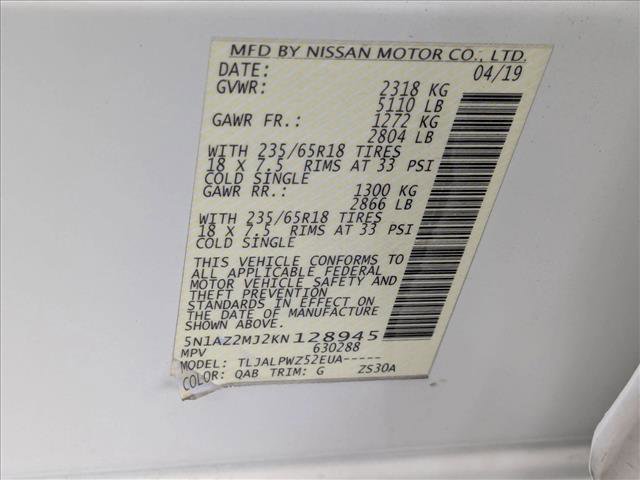 MFD BY NISSAN MOTOR CO., LTD.
DATE: 04/19
GVWR: 2318 KG
5110 LB
GAWR FR.: 1272 KG
2804 LB
WITH 235/65R18 TIRES
18 X 7.5 RIMS AT 33 PSI
COLD SINGLE
GAWR RR.: 1300 KG
2866 LB
WITH 235/65R18 TIRES
18 X 7.5 RIMS AT 33 PSI
COLD SINGLE
THIS VEHICLE CONFORMS TO
ALL APPLICABLE FEDERAL
MOTOR VEHICLE SAFETY AND
THEFT PREVENTION
STANDARDS IN EFFECT ON
THE DATE OF MANUFACTURE
SHOWN ABOVE.
5N1AZ2MJ2KN128945
MPV 630288
MODEL: TLJALPWZ52EUA-----
COLOR: QAB TRIM: G ZS30A